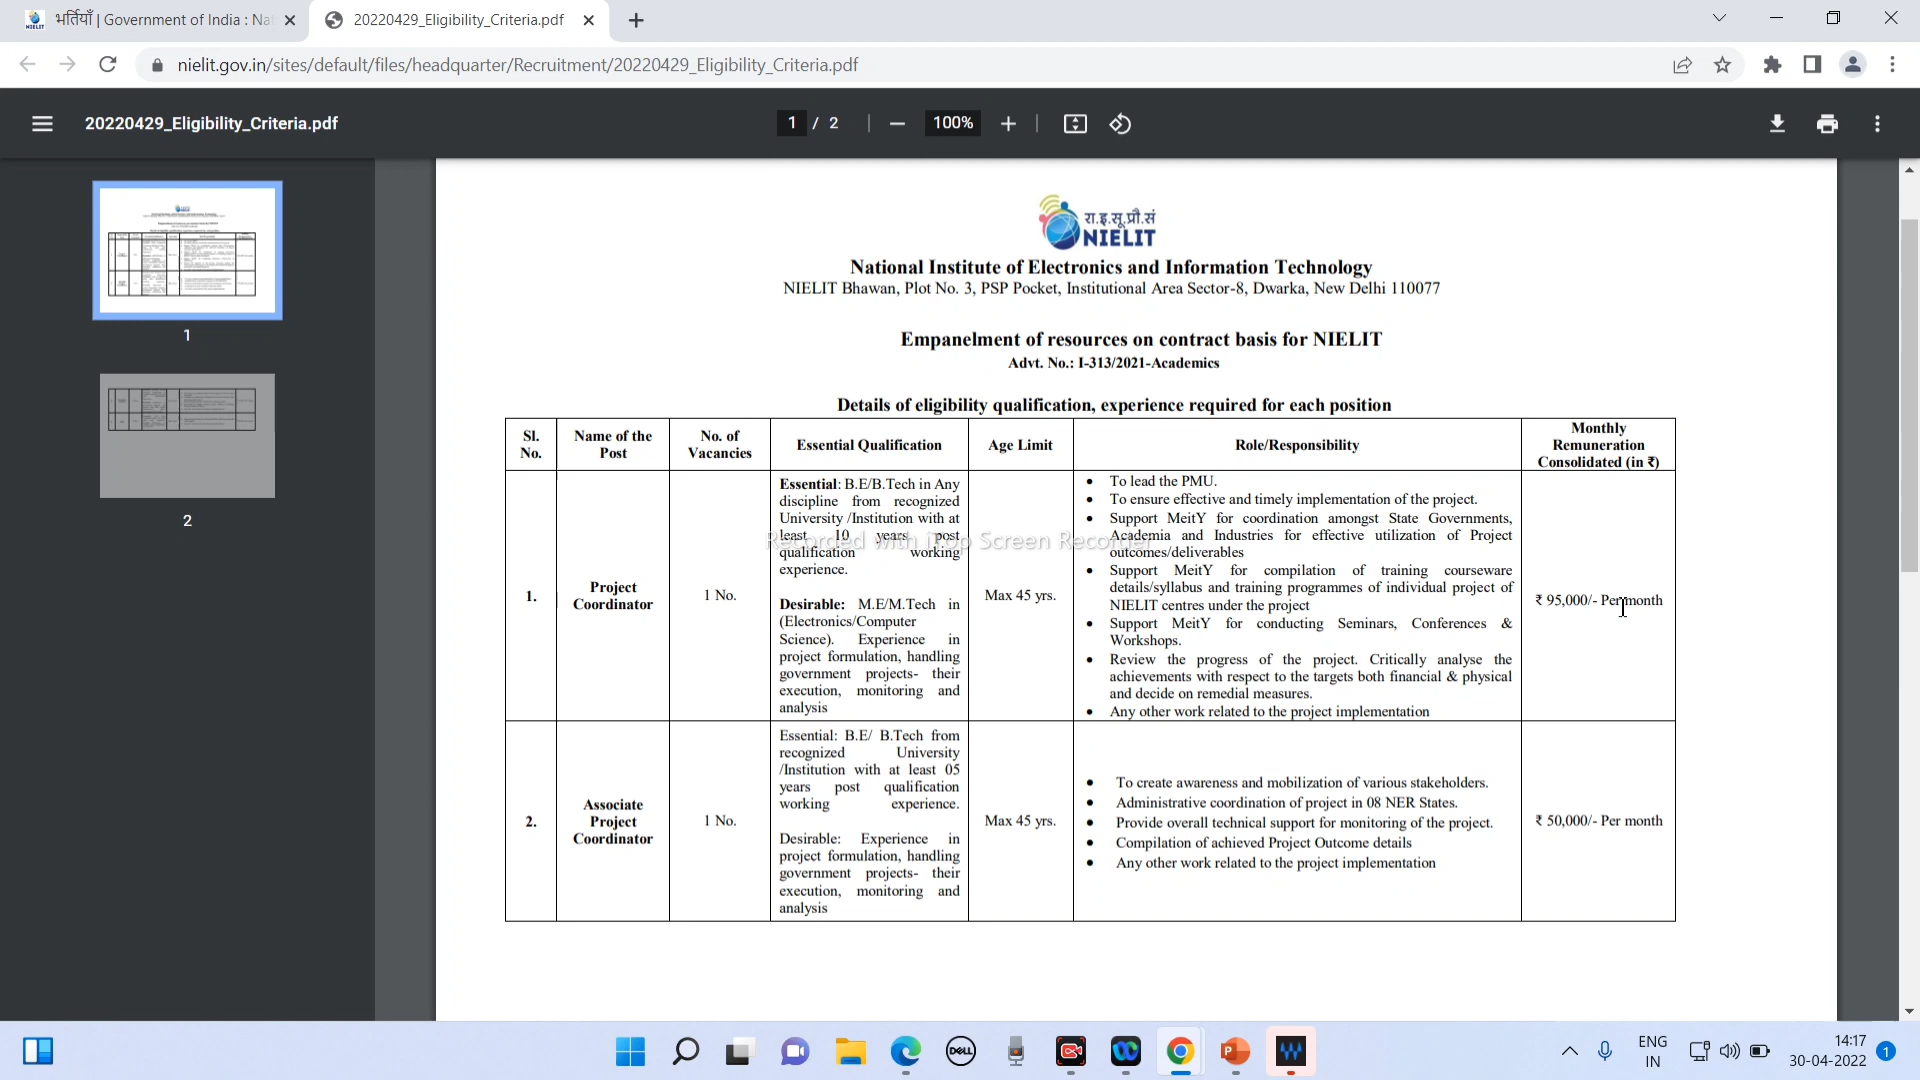 भर्तियाँ | Government of India : Na
20220429_Eligibility_Criteria.pdf
nielit.gov.in/sites/default/files/headquarter/Recruitment/20220429_Eligibility_Criteria.pdf
20220429_Eligibility_Criteria.pdf
1 / 2
100%
1
2
रा.इ.सू.प्रौ.सं
NIELIT
National Institute of Electronics and Information Technology
NIELIT Bhawan, Plot No. 3, PSP Pocket, Institutional Area Sector-8, Dwarka, New Delhi 110077
Empanelment of resources on contract basis for NIELIT
Advt. No.: I-313/2021-Academics
Details of eligibility qualification, experience required for each position
Sl.
No.
Name of the
Post
No. of
Vacancies
Essential Qualification
Age Limit
Role/Responsibility
Monthly
Remuneration
Consolidated (in ₹)
1.
Project
Coordinator
1 No.
Essential: B.E/B.Tech in Any
discipline from recognized
University /Institution with at
least 10 years post
qualification working
experience.
Desirable: M.E/M.Tech in
(Electronics/Computer
Science). Experience in
project formulation, handling
government projects- their
execution, monitoring and
analysis
Max 45 yrs.
• To lead the PMU.
• To ensure effective and timely implementation of the project.
• Support MeitY for coordination amongst State Governments,
Academia and Industries for effective utilization of Project
outcomes/deliverables
• Support MeitY for compilation of training courseware
details/syllabus and training programmes of individual project of
NIELIT centres under the project
• Support MeitY for conducting Seminars, Conferences &
Workshops.
• Review the progress of the project. Critically analyse the
achievements with respect to the targets both financial & physical
and decide on remedial measures.
• Any other work related to the project implementation
₹ 95,000/- Per month
2.
Associate
Project
Coordinator
1 No.
Essential: B.E/ B.Tech from
recognized University
/Institution with at least 05
years post qualification
working experience.
Desirable: Experience in
project formulation, handling
government projects- their
execution, monitoring and
analysis
Max 45 yrs.
• To create awareness and mobilization of various stakeholders.
• Administrative coordination of project in 08 NER States.
• Provide overall technical support for monitoring of the project.
• Compilation of achieved Project Outcome details
• Any other work related to the project implementation
₹ 50,000/- Per month
Recorded with iTop Screen Recorder
DELL
ENG
IN
14:17
30-04-2022
1